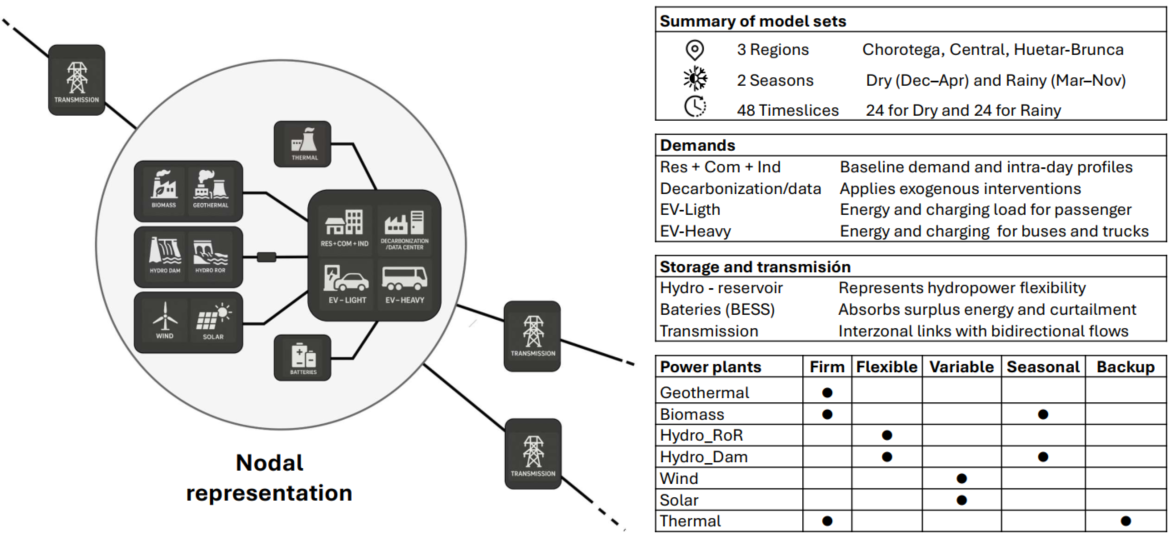 TRANSMISSION
THERMAL
BIOMASS GEOTHERMAL
HYDRO DAM HYDRO ROR
WIND SOLAR
RES + COM + IND DECARBONIZATION
/DATA CENTER
EV – LIGHT EV – HEAVY
BATTERIES
TRANSMISSION
TRANSMISSION
Nodal
representation
Summary of model sets
3 Regions Chorotega, Central, Huetar-Brunca
2 Seasons Dry (Dec–Apr) and Rainy (Mar–Nov)
48 Timeslices 24 for Dry and 24 for Rainy
Demands
Res + Com + Ind Baseline demand and intra-day profiles
Decarbonization/data Applies exogenous interventions
EV-Ligth Energy and charging load for passenger
EV-Heavy Energy and charging for buses and trucks
Storage and transmisión
Hydro - reservoir Represents hydropower flexibility
Bateries (BESS) Absorbs surplus energy and curtailment
Transmission Interzonal links with bidirectional flows
Power plants Firm Flexible Variable Seasonal Backup
Geothermal ●
Biomass ● ●
Hydro_RoR ●
Hydro_Dam ● ●
Wind ●
Solar ●
Thermal ● ●